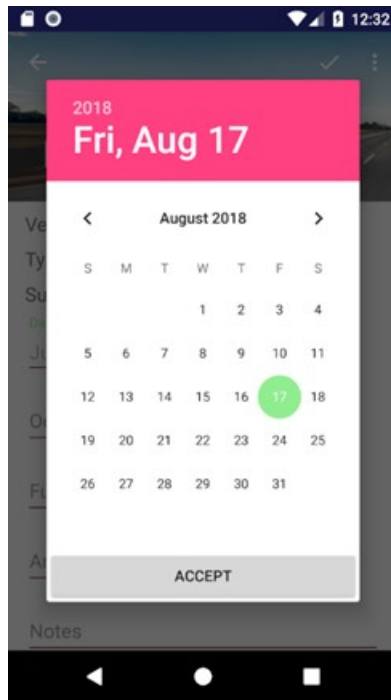 12:32
2018
Fri, Aug 17
August 2018
S M T W T F S
1 2 3 4
5 6 7 8 9 10 11
12 13 14 15 16 17 18
19 20 21 22 23 24 25
26 27 28 29 30 31
ACCEPT
Notes